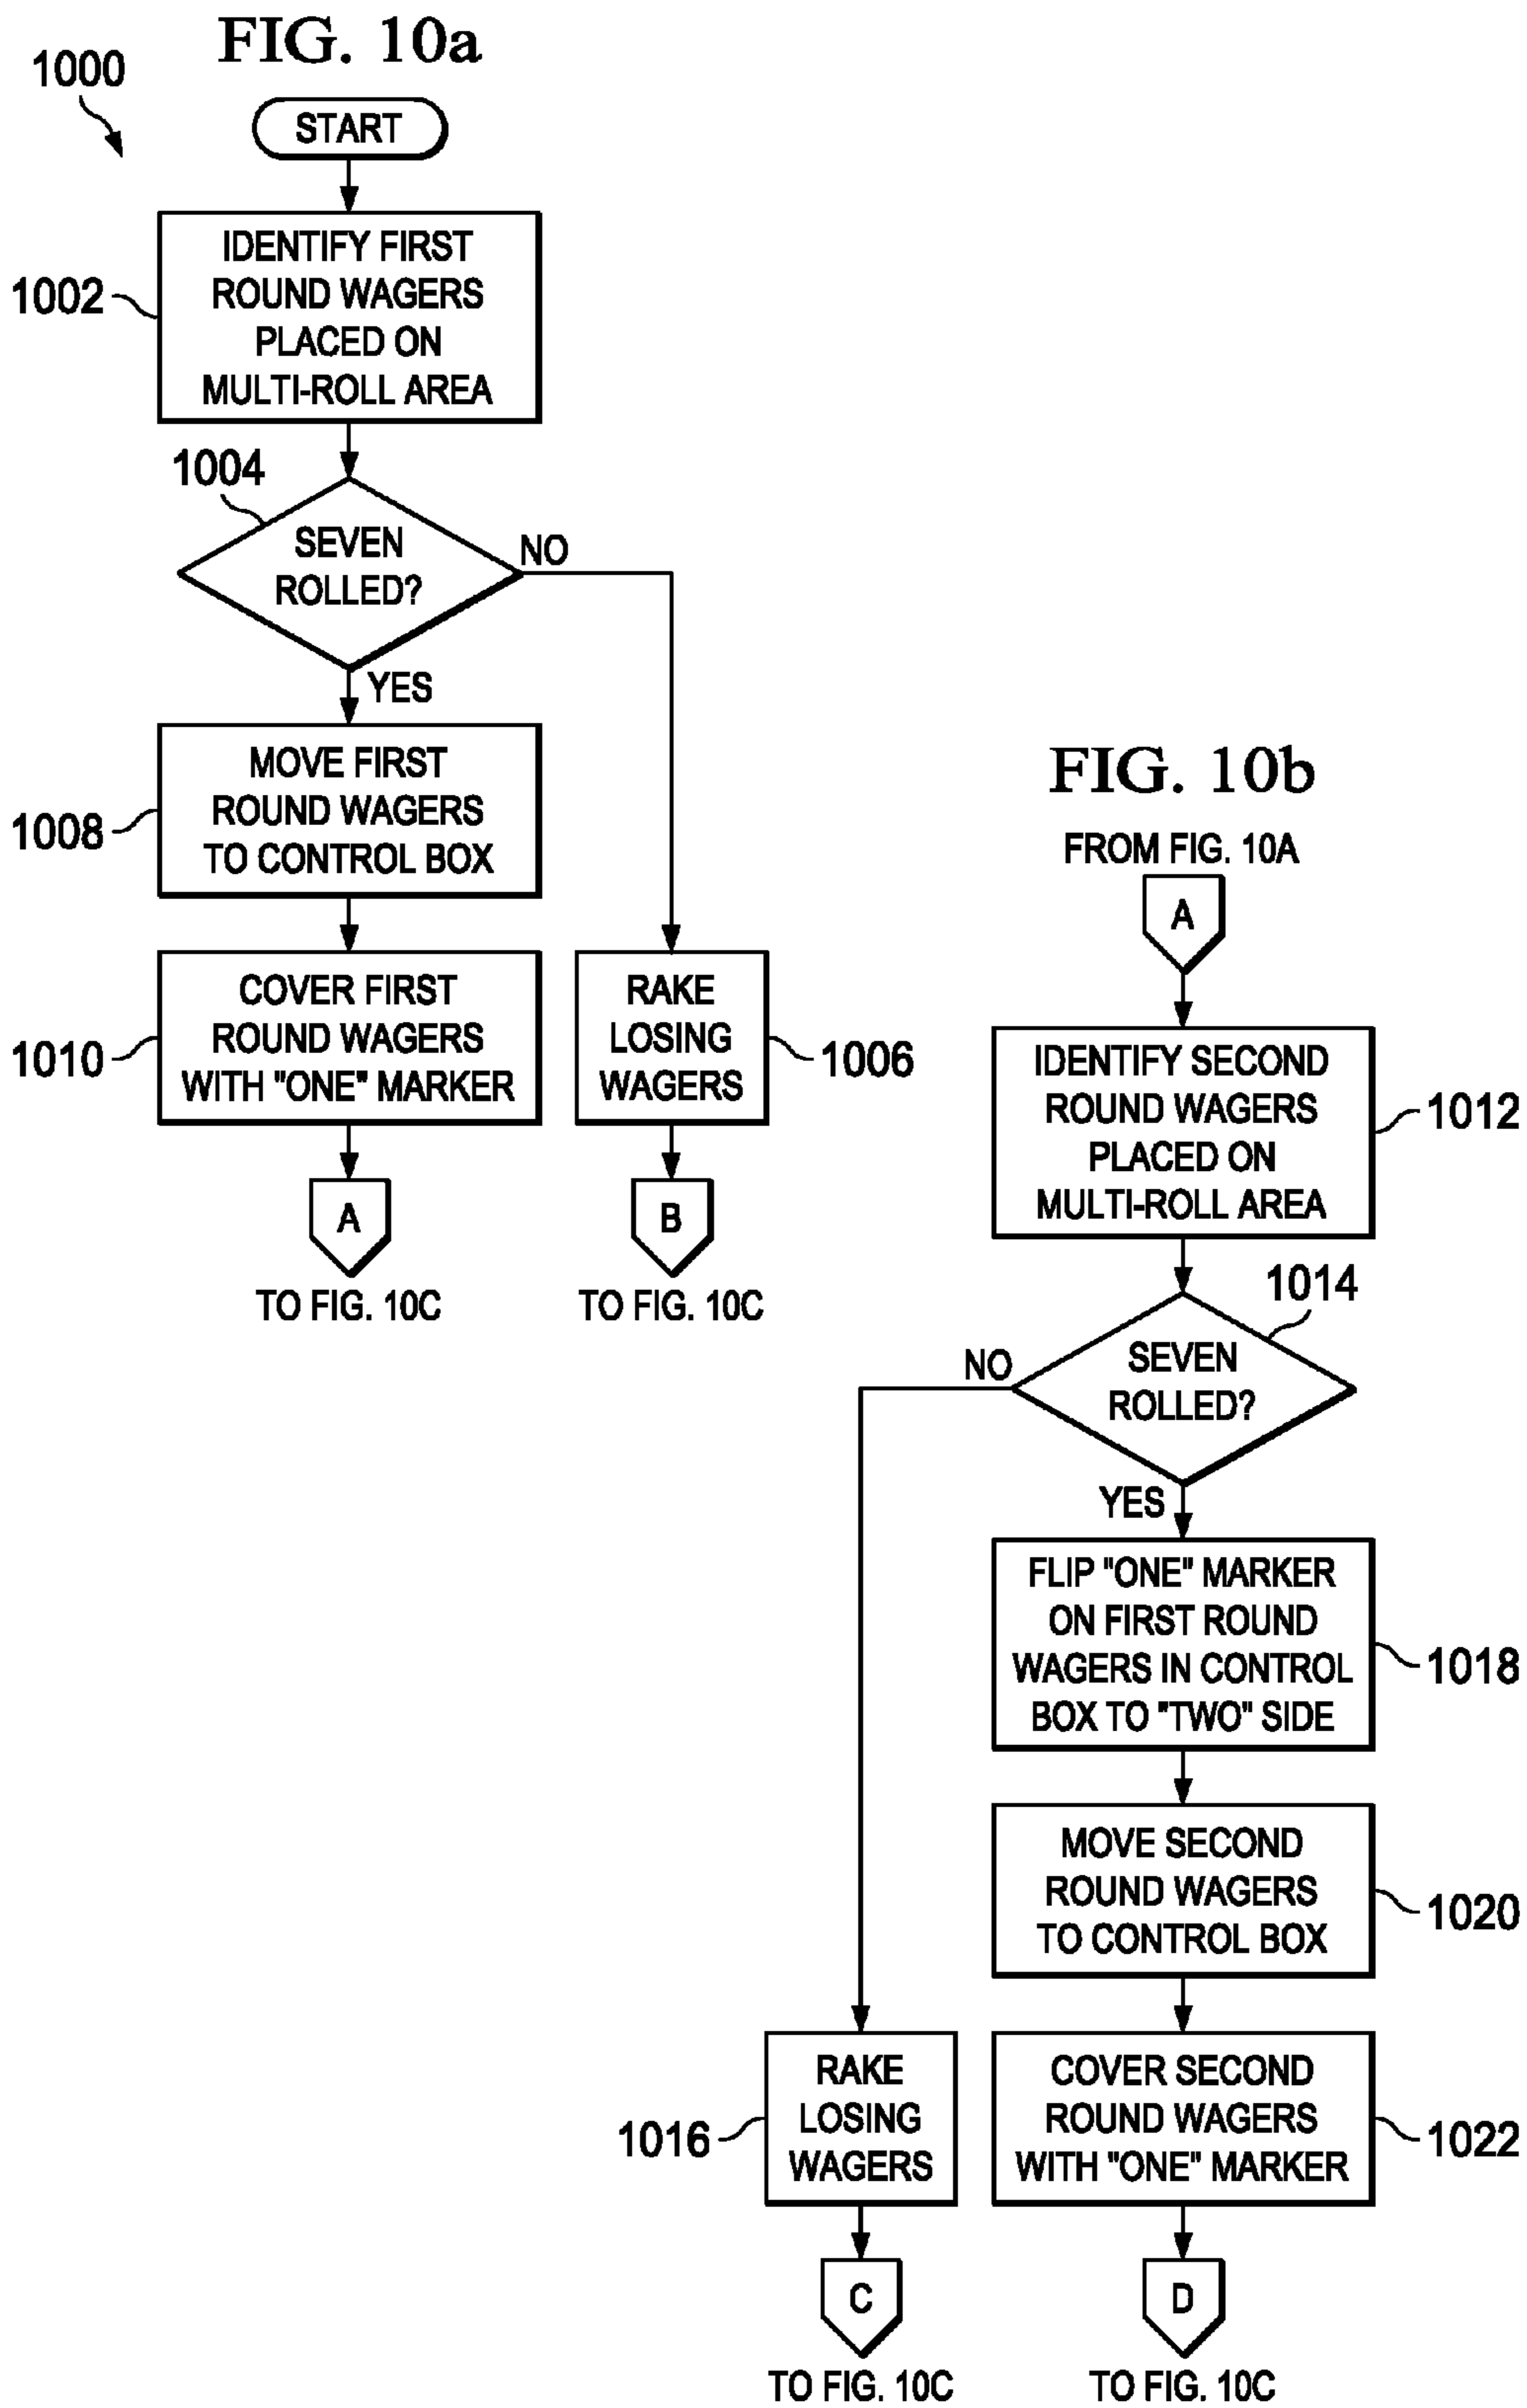 FIG. 10a
1000
START
IDENTIFY FIRST
ROUND WAGERS
PLACED ON
MULTI-ROLL AREA
1002
1004
SEVEN
ROLLED?
NO
YES
MOVE FIRST
ROUND WAGERS
TO CONTROL BOX
1008
COVER FIRST
ROUND WAGERS
WITH "ONE" MARKER
1010
RAKE
LOSING
WAGERS
1006
A
TO FIG. 10C
B
TO FIG. 10C
FIG. 10b
FROM FIG. 10A
A
IDENTIFY SECOND
ROUND WAGERS
PLACED ON
MULTI-ROLL AREA
1012
1014
SEVEN
ROLLED?
NO
YES
FLIP "ONE" MARKER
ON FIRST ROUND
WAGERS IN CONTROL
BOX TO "TWO" SIDE
1018
MOVE SECOND
ROUND WAGERS
TO CONTROL BOX
1020
RAKE
LOSING
WAGERS
1016
COVER SECOND
ROUND WAGERS
WITH "ONE" MARKER
1022
C
TO FIG. 10C
D
TO FIG. 10C